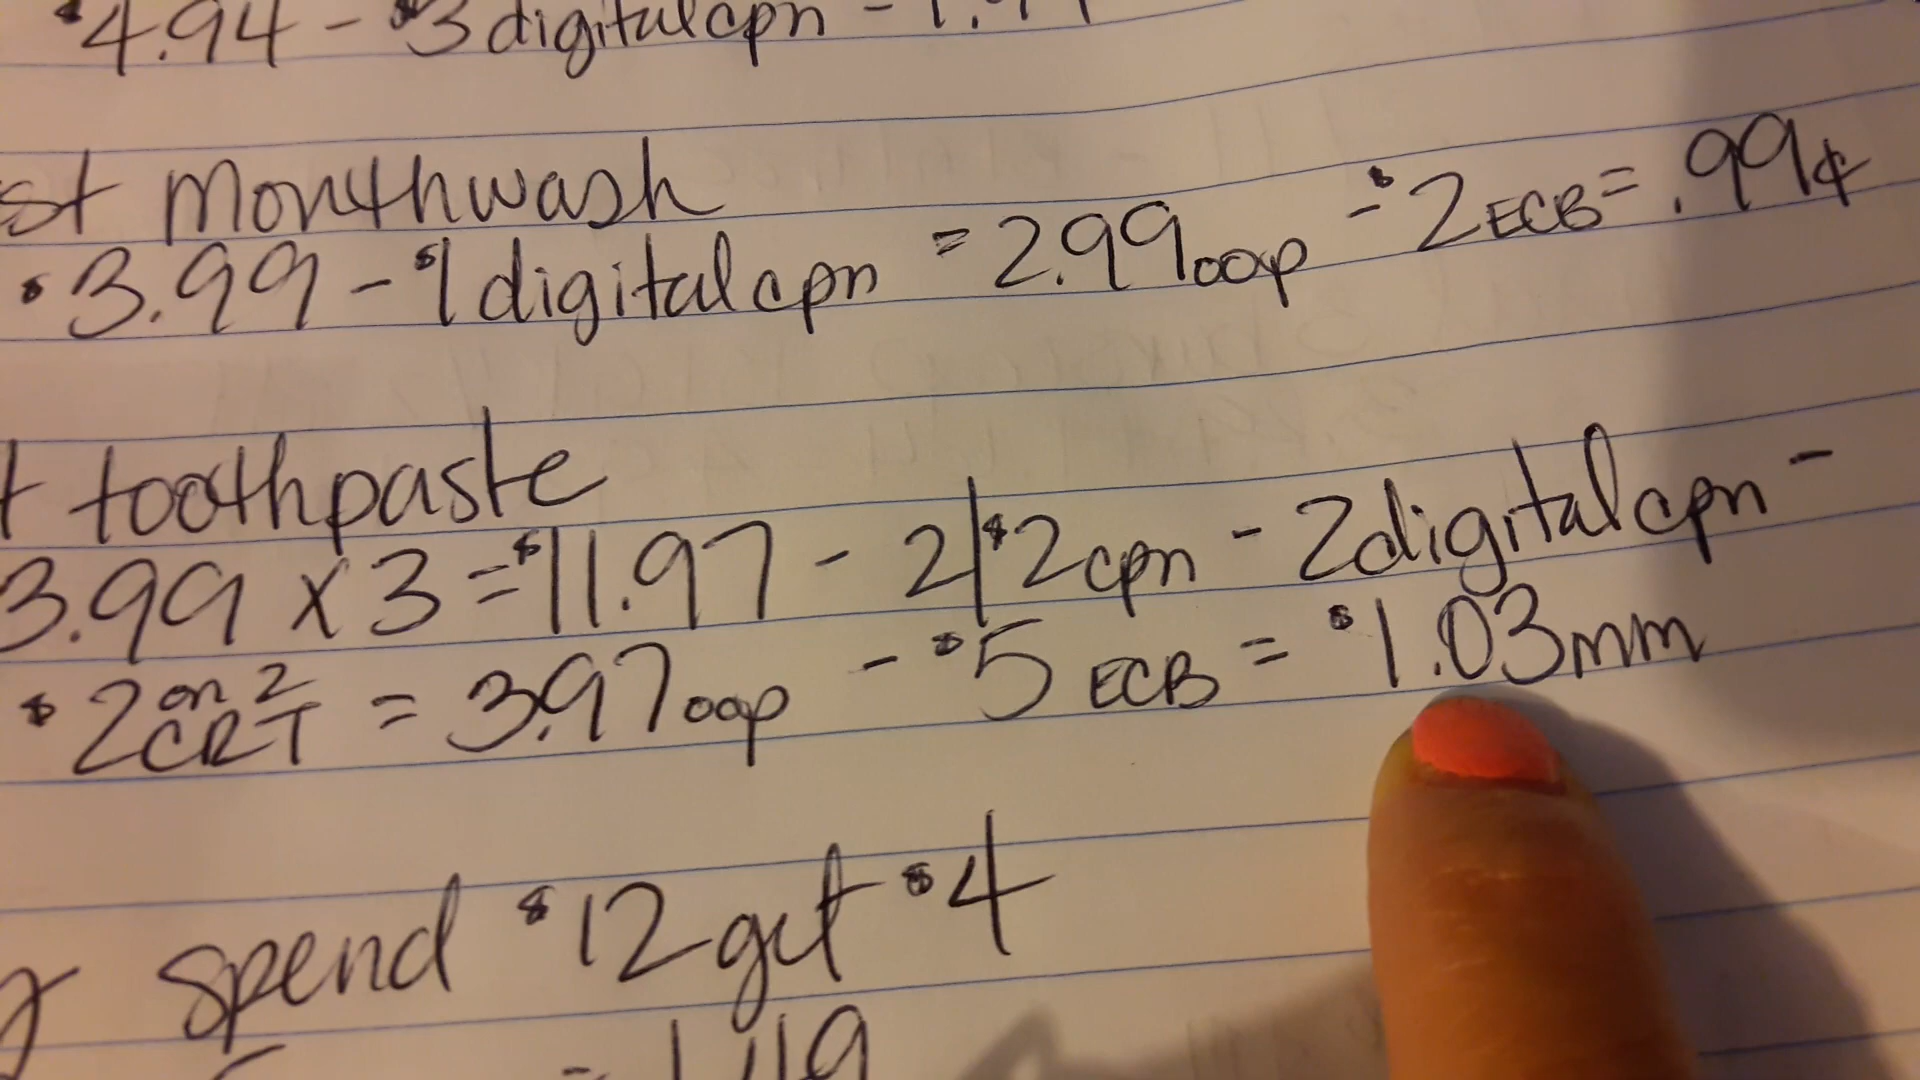 $4.94 - $3 digital cpn - 1.94
st Mouthwash
$3.99 - $1 digital cpn = 2.99 oop - $2 ECB = .99¢
t toothpaste
3.99 x 3 = $11.97 - 2|$2 cpn - 2 digital cpn -
$2 on 2 CRT = 3.97 oop - $5 ECB = $1.03 mm
y spend $12 get $4